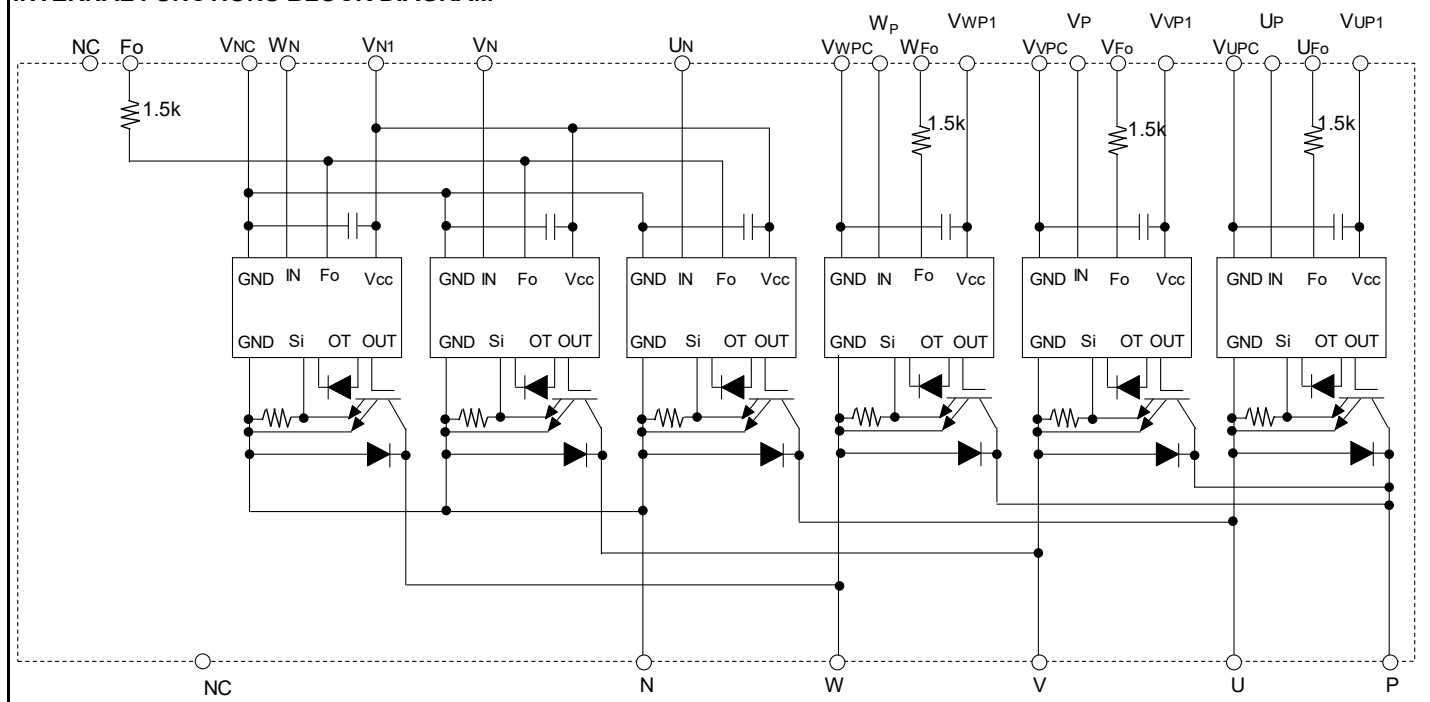 INTERNAL FUNCTIONS BLOCK DIAGRAM
NC Fo VNC WN VN1 VN UN VWPC WP WFo VWP1 VVPC VP VFo VVP1 VUPC UP UFo VUP1
1.5k 1.5k 1.5k 1.5k
GND IN Fo Vcc GND IN Fo Vcc GND IN Fo Vcc GND IN Fo Vcc GND IN Fo Vcc GND IN Fo Vcc
GND Si OT OUT GND Si OT OUT GND Si OT OUT GND Si OT OUT GND Si OT OUT GND Si OT OUT
NC N W V U P